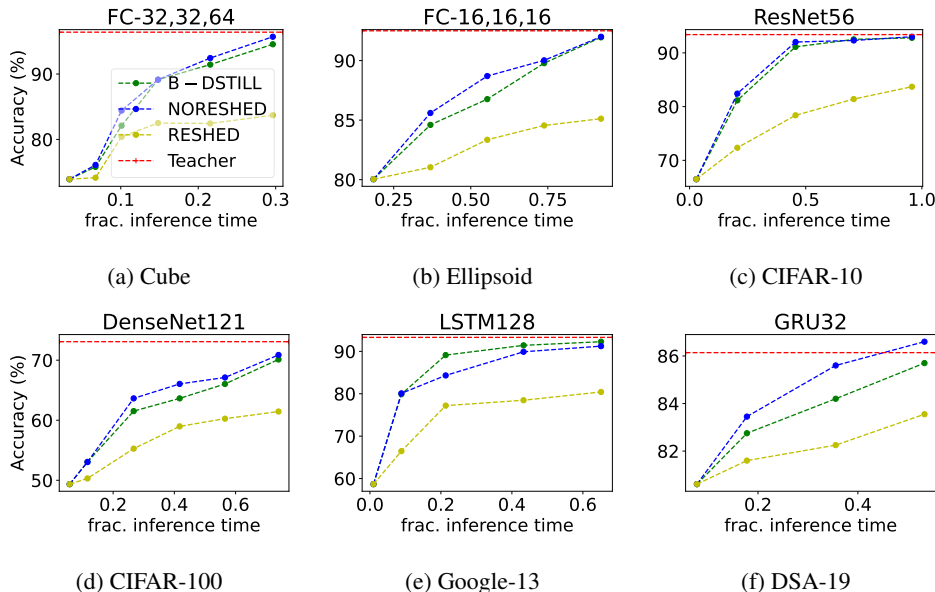 FC-32,32,64
FC-16,16,16
ResNet56
Accuracy (%)
90
80
0.1
0.2
0.3
frac. inference time
B − DSTILL
NORESHED
RESHED
Teacher
90
85
80
0.25
0.50
0.75
frac. inference time
90
80
70
0.0
0.5
1.0
frac. inference time
(a) Cube
(b) Ellipsoid
(c) CIFAR-10
DenseNet121
LSTM128
GRU32
Accuracy (%)
70
60
50
0.2
0.4
0.6
frac. inference time
90
80
70
60
0.0
0.2
0.4
0.6
frac. inference time
86
84
82
0.2
0.4
frac. inference time
(d) CIFAR-100
(e) Google-13
(f) DSA-19